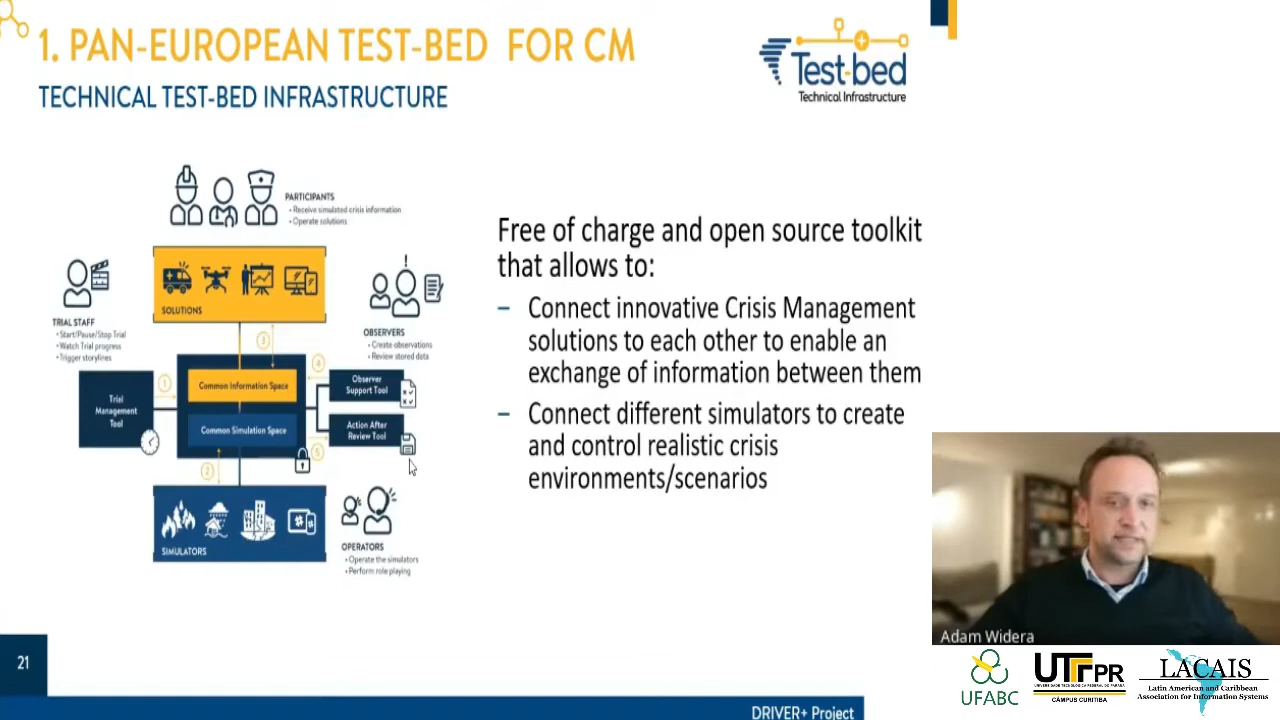 1. PAN-EUROPEAN TEST-BED FOR CM
TECHNICAL TEST-BED INFRASTRUCTURE
Test-bed
Technical Infrastructure
PARTICIPANTS
• Receive simulated crisis information
• Operate solutions
SOLUTIONS
TRIAL STAFF
• Start/Pause/Stop Trial
• Watch Trial progress
• Trigger storylines
OBSERVERS
• Create observations
• Review stored data
3
4
1
Common Information Space
Observer
Support Tool
Trial
Management
Tool
Common Simulation Space
Action After
Review Tool
5
2
SIMULATORS
OPERATORS
• Operate the simulators
• Perform role playing
Free of charge and open source toolkit
that allows to:
– Connect innovative Crisis Management
solutions to each other to enable an
exchange of information between them
– Connect different simulators to create
and control realistic crisis
environments/scenarios
21
DRIVER+ Project
Adam Widera
UFABC
UTFPR
UNIVERSIDADE TECNOLÓGICA FEDERAL DO PARANÁ
CÂMPUS CURITIBA
LACAIS
Latin American and Caribbean
Association for Information Systems